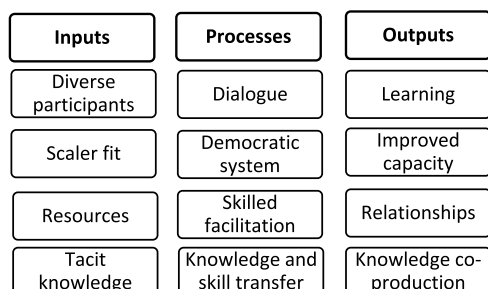 Inputs
Processes
Outputs
Diverse
participants
Dialogue
Learning
Scaler fit
Democratic
system
Improved
capacity
Resources
Skilled
facilitation
Relationships
Tacit
knowledge
Knowledge and
skill transfer
Knowledge co-
production